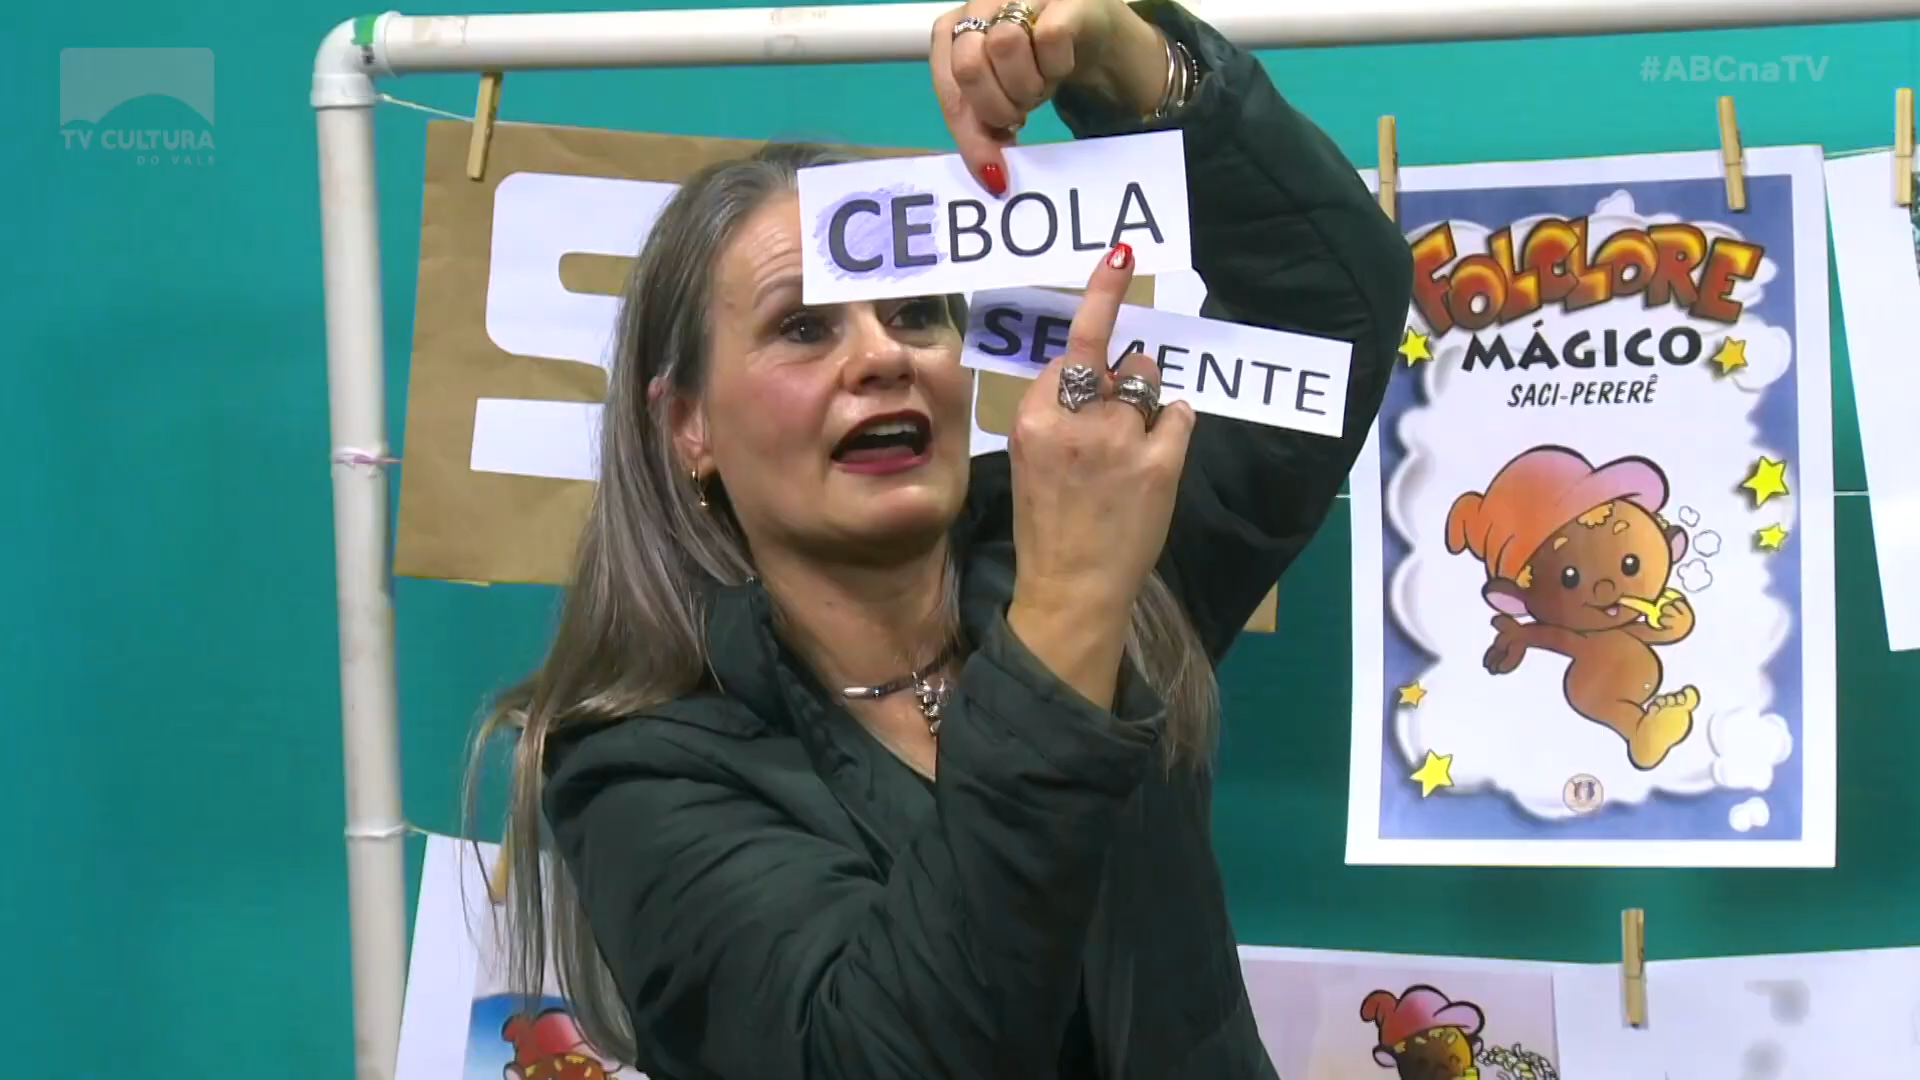 TV CULTURA
DO VALE
#ABCnaTV
CEBOLA
SEMENTE
FOLCLORE
MÁGICO
SACI-PERERÊ